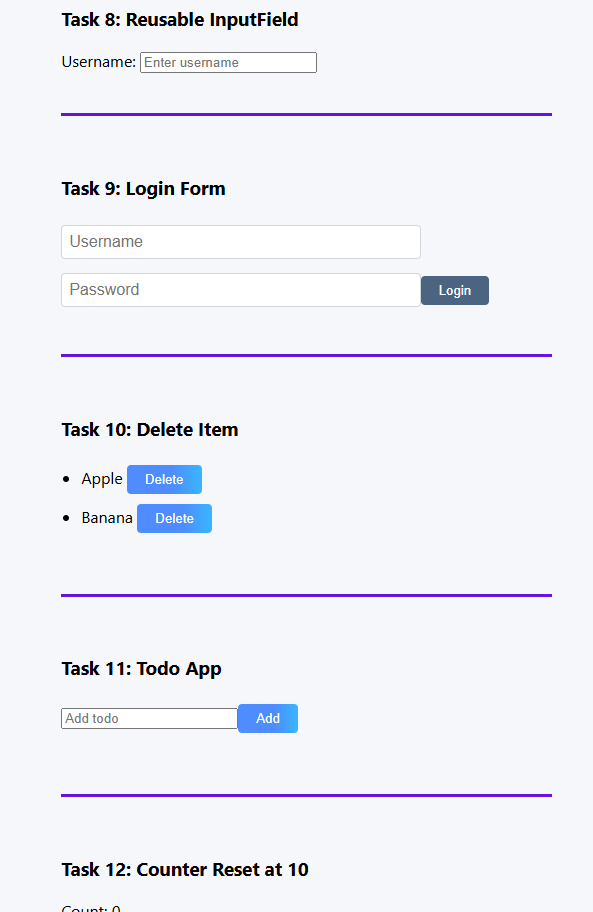 Task 8: Reusable InputField
Username: Enter username
Task 9: Login Form
Username
Password Login
Task 10: Delete Item
Apple Delete
Banana Delete
Task 11: Todo App
Add todo Add
Task 12: Counter Reset at 10
Count: 0